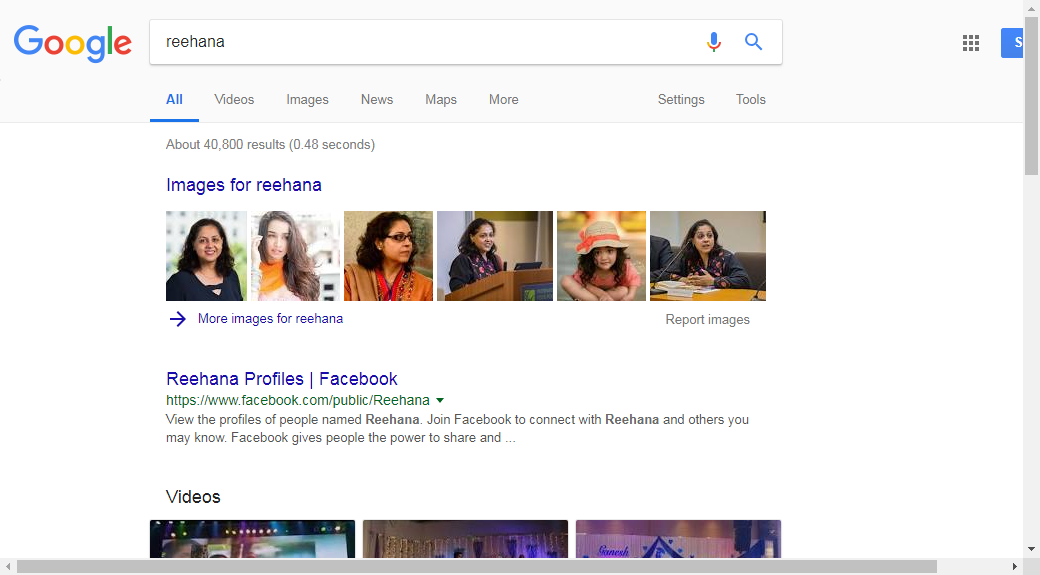 Google
reehana
S
All Videos Images News Maps More Settings Tools
About 40,800 results (0.48 seconds)
Images for reehana
More images for reehana Report images
Reehana Profiles | Facebook
https://www.facebook.com/public/Reehana
View the profiles of people named Reehana. Join Facebook to connect with Reehana and others you
may know. Facebook gives people the power to share and ...
Videos
Ganesh